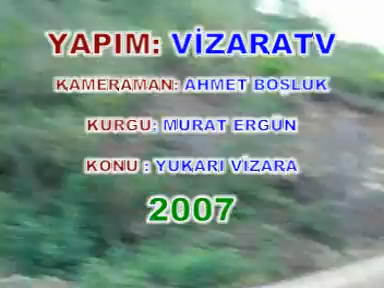 YAPIM: VİZARATV
KAMERAMAN: AHMET BOSLUK
KURGU: MURAT ERGUN
KONU : YUKARI VİZARA
2007